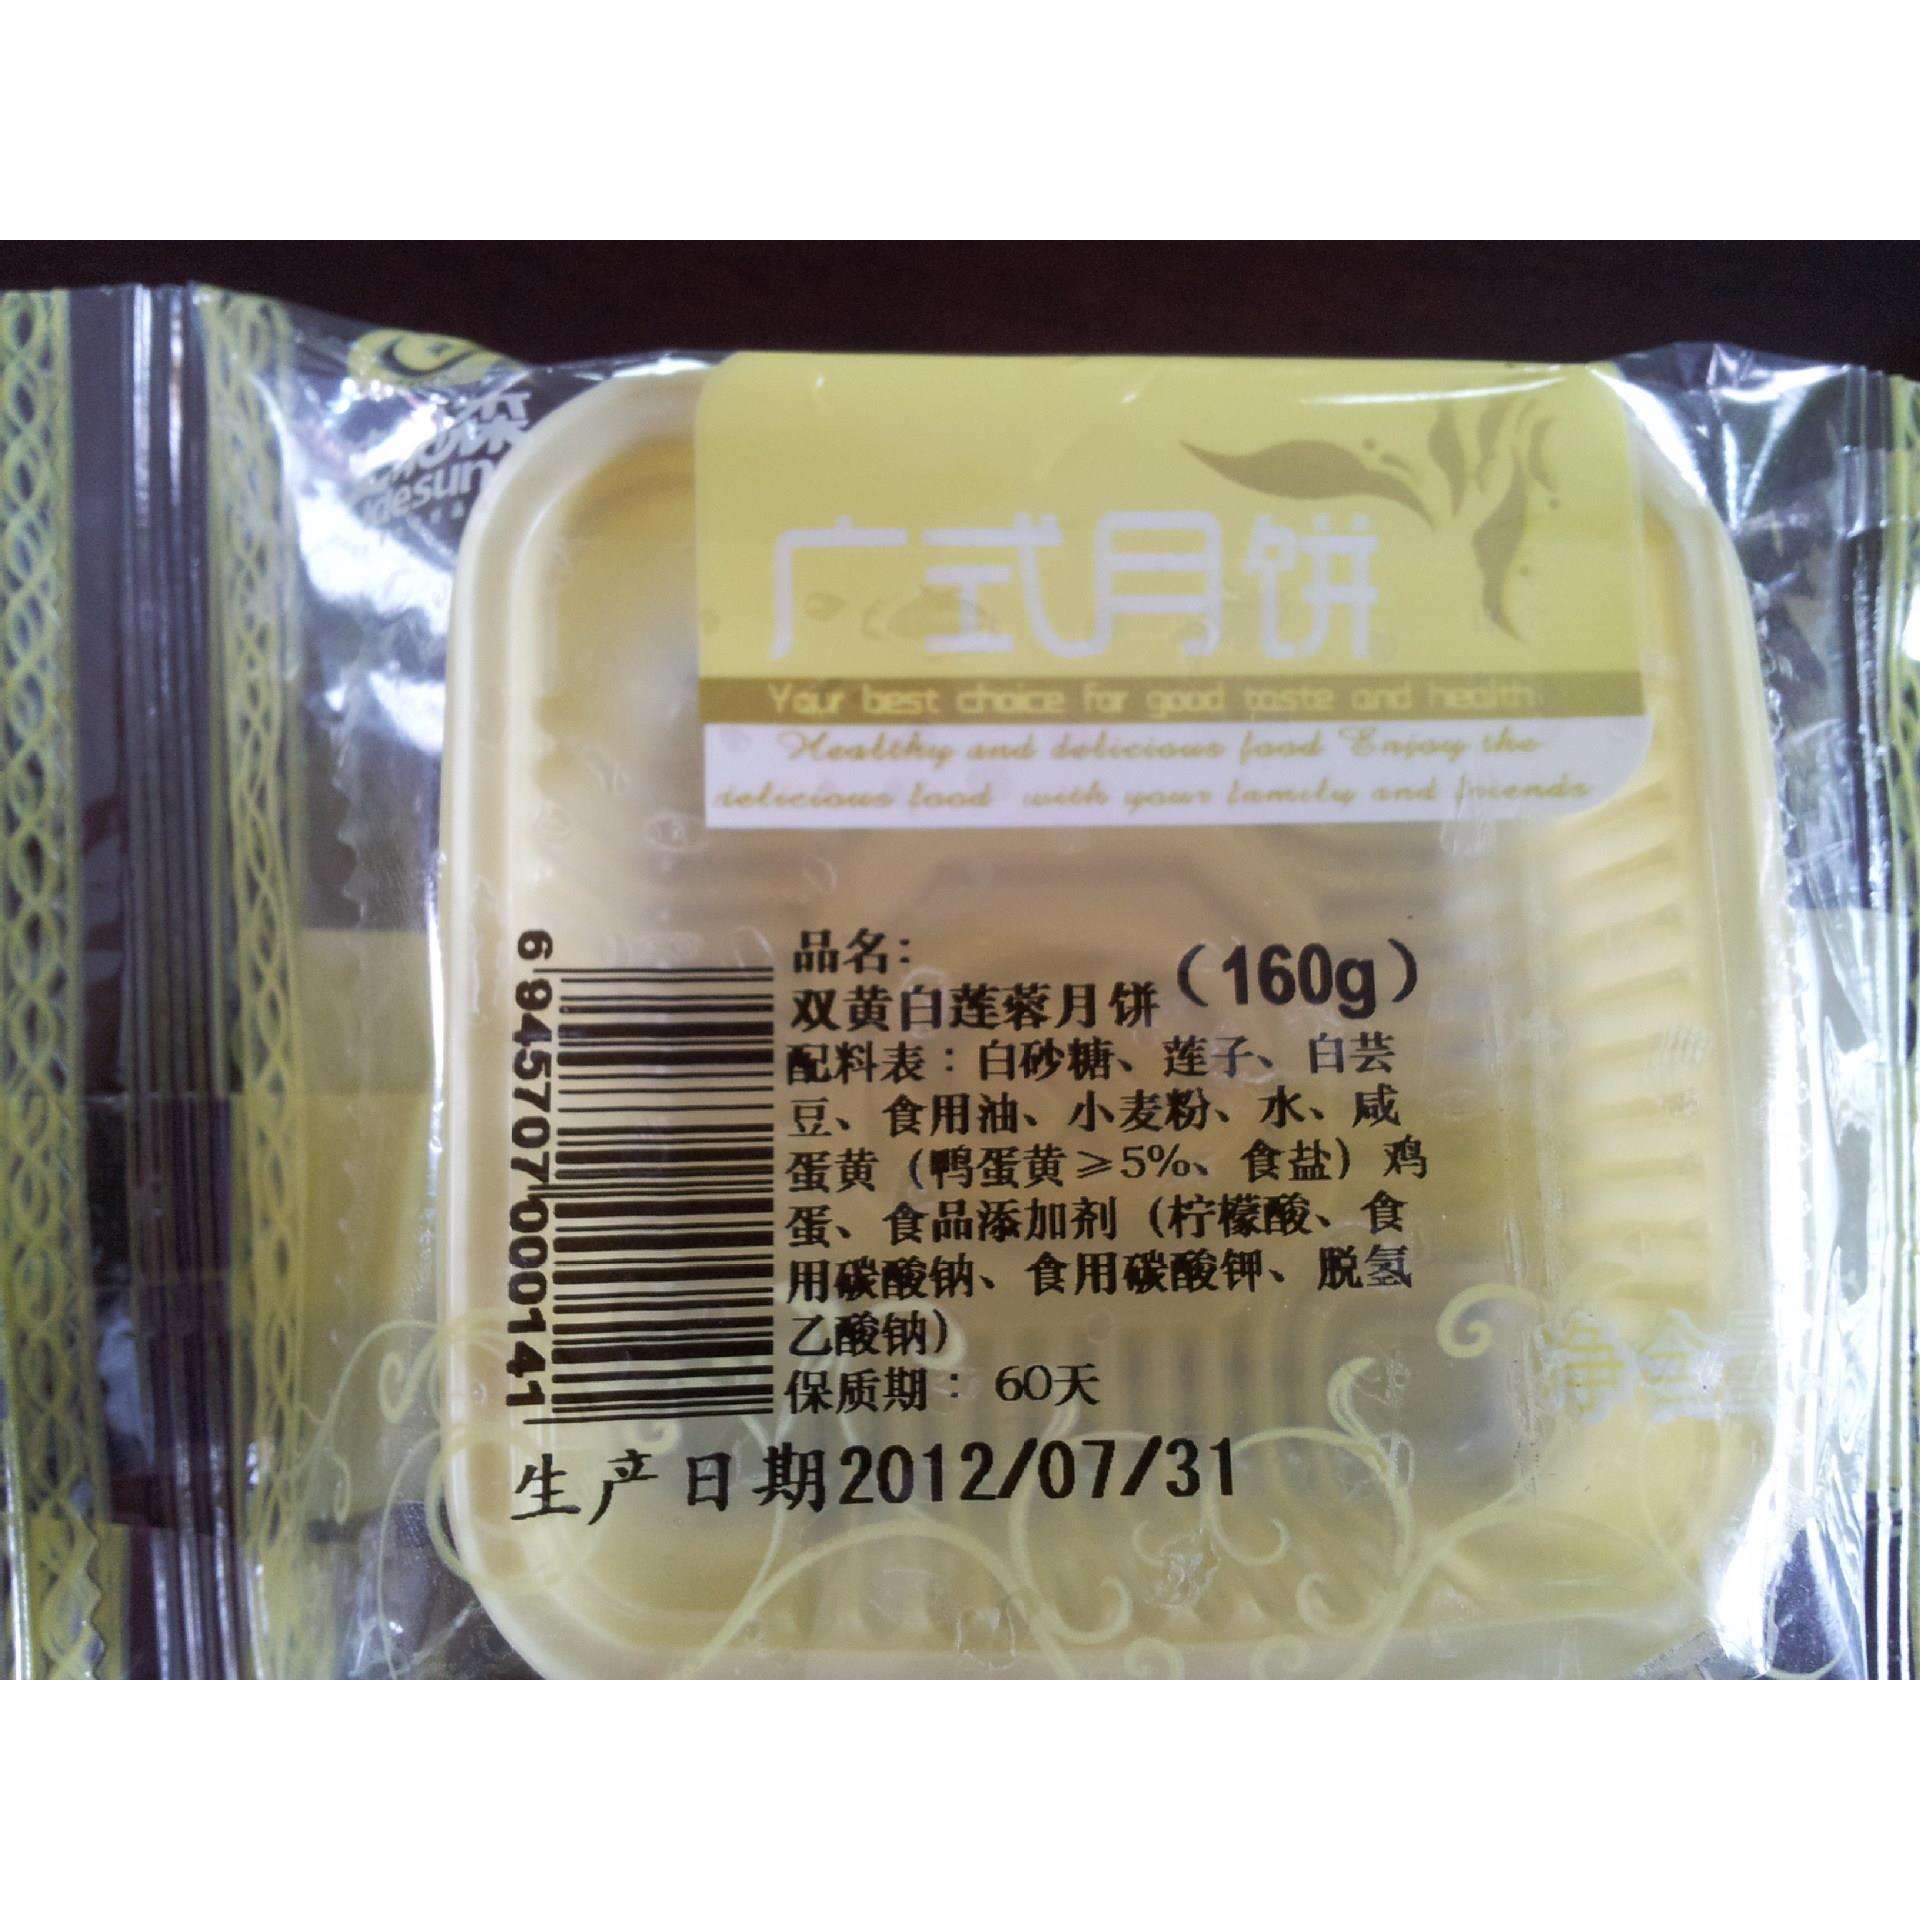 广式月饼
Your best choice for good taste and health
Healthy and delicious food Enjoy the
delicious food with your family and friends
品名：
双黄白莲蓉月饼（160g）
配料表：白砂糖、莲子、白芸
豆、食用油、小麦粉、水、咸
蛋黄（鸭蛋黄≥5%、食盐）鸡
蛋、食品添加剂（柠檬酸、食
用碳酸钠、食用碳酸钾、脱氢
乙酸钠）
保质期：60天
生产日期2012/07/31
6945707000141
净含量